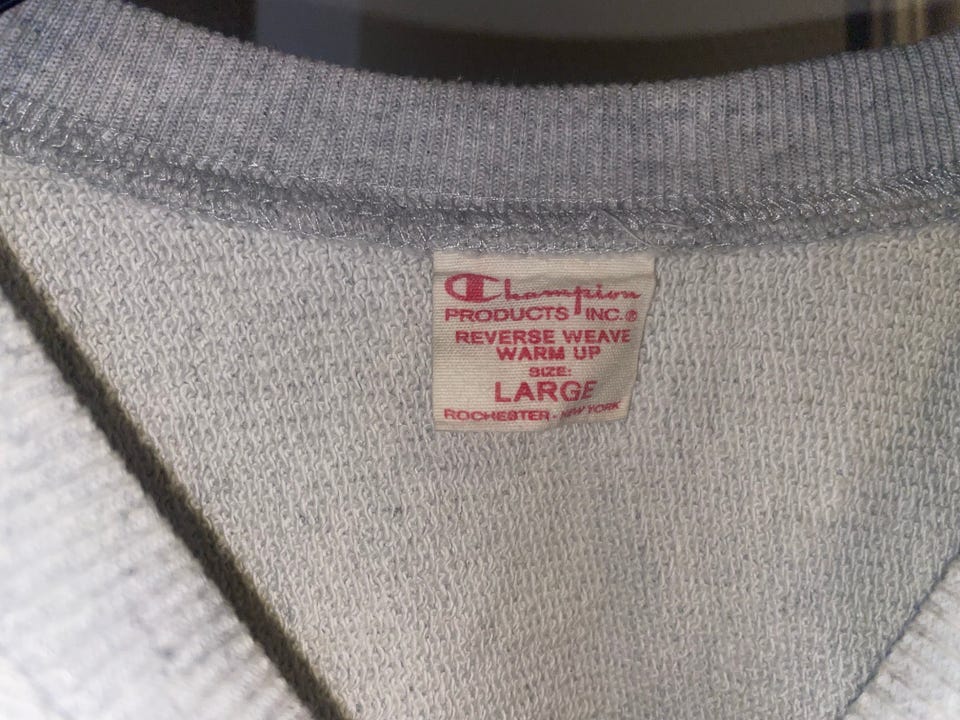 Champion
PRODUCTS INC.®
REVERSE WEAVE
WARM UP
SIZE:
LARGE
ROCHESTER - NEW YORK